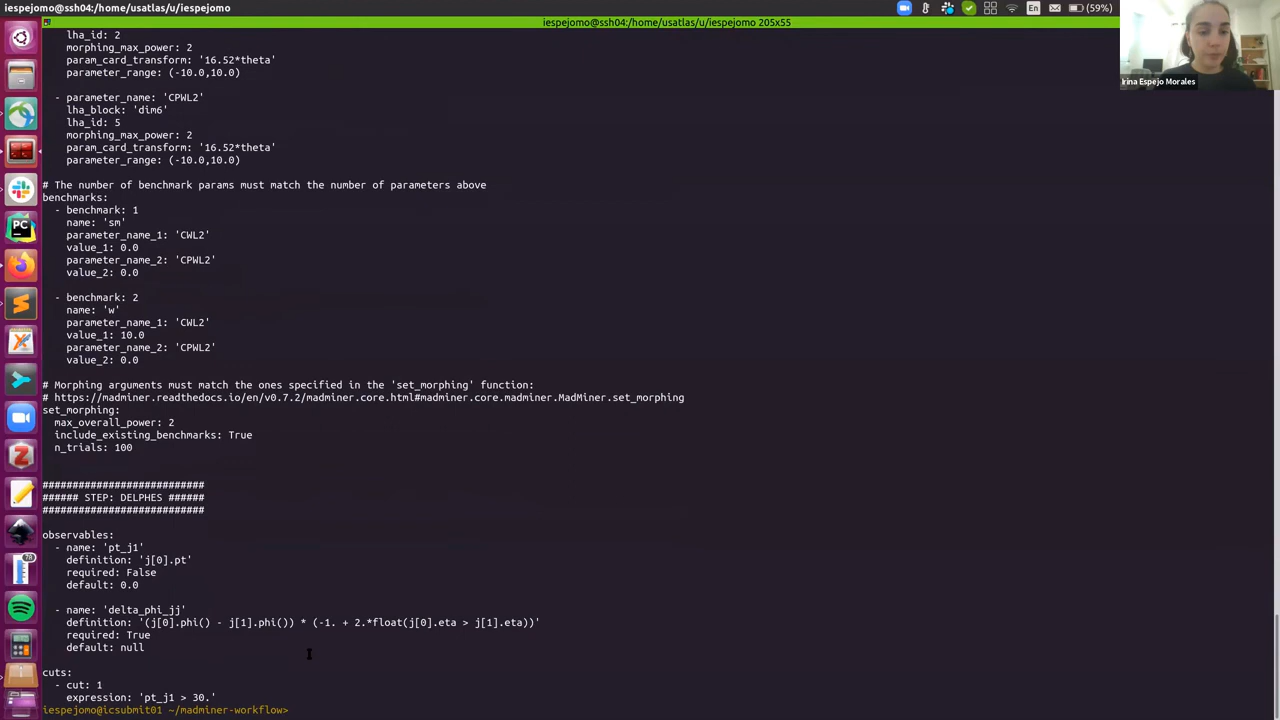 iespejomo@ssh04:/home/usatlas/u/iespejomo
En
(59%)
iespejomo@ssh04:/home/usatlas/u/iespejomo 205x55
Irina Espejo Morales
lha_id: 2
morphing_max_power: 2
param_card_transform: '16.52*theta'
parameter_range: (-10.0,10.0)
- parameter_name: 'CPWL2'
lha_block: 'dim6'
lha_id: 5
morphing_max_power: 2
param_card_transform: '16.52*theta'
parameter_range: (-10.0,10.0)
# The number of benchmark params must match the number of parameters above
benchmarks:
- benchmark: 1
name: 'sm'
parameter_name_1: 'CWL2'
value_1: 0.0
parameter_name_2: 'CPWL2'
value_2: 0.0
- benchmark: 2
name: 'w'
parameter_name_1: 'CWL2'
value_1: 10.0
parameter_name_2: 'CPWL2'
value_2: 0.0
# Morphing arguments must match the ones specified in the 'set_morphing' function:
# https://madminer.readthedocs.io/en/v0.7.2/madminer.core.html#madminer.core.madminer.MadMiner.set_morphing
set_morphing:
max_overall_power: 2
include_existing_benchmarks: True
n_trials: 100
###########################
###### STEP: DELPHES ######
###########################
observables:
- name: 'pt_j1'
definition: 'j[0].pt'
required: False
default: 0.0
- name: 'delta_phi_jj'
definition: '(j[0].phi() - j[1].phi()) * (-1. + 2.*float(j[0].eta > j[1].eta))'
required: True
default: null
cuts:
- cut: 1
expression: 'pt_j1 > 30.'
iespejomo@icsubmit01 ~/madminer-workflow>
PC
Z
78